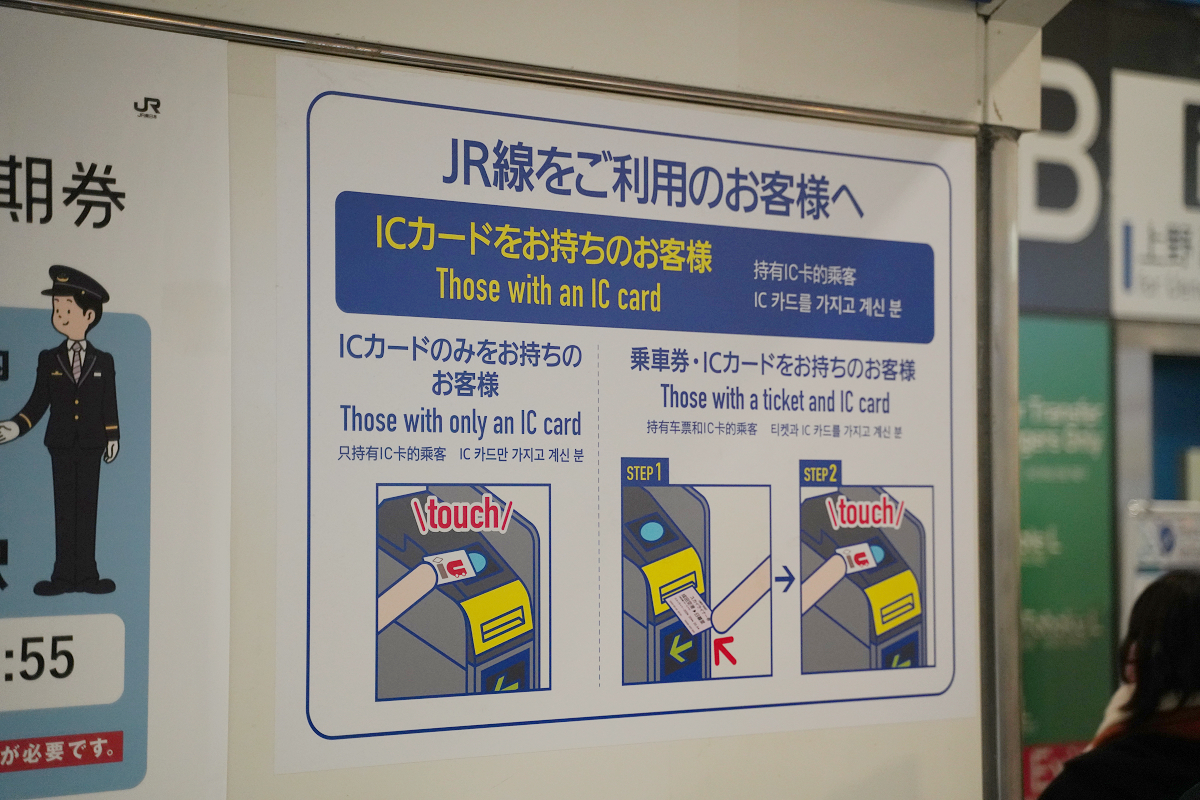 JR
期券
:55
が必要です。
JR線をご利用のお客様へ
ICカードをお持ちのお客様
Those with an IC card
持有IC卡的乘客
IC 카드를 가지고 계신 분
ICカードのみをお持ちの
お客様
Those with only an IC card
只持有IC卡的乘客 IC 카드만 가지고 계신 분
\touch/
乗車券・ICカードをお持ちのお客様
Those with a ticket and IC card
持有车票和IC卡的乘客 티켓과 IC 카드를 가지고 계신 분
STEP 1
STEP 2
\touch/
B
上野
Transfer